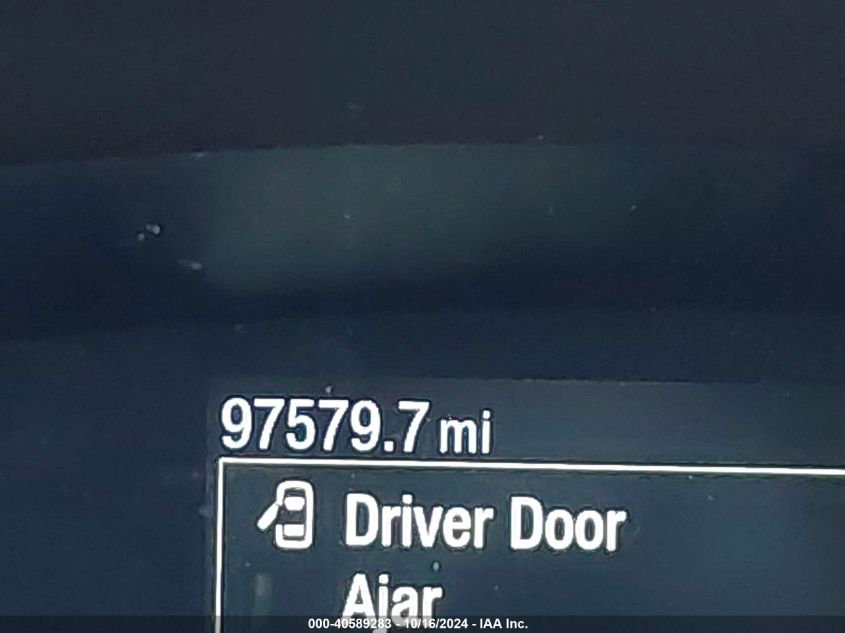 97579.7 mi
Driver Door
Ajar
000-40589283 - 10/16/2024 - IAA Inc.